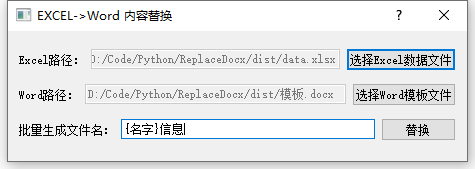 EXCEL->Word 内容替换
Excel路径： D:/Code/Python/ReplaceDocx/dist/data.xlsx 选择Excel数据文件
Word路径： D:/Code/Python/ReplaceDocx/dist/模板.docx 选择Word模板文件
批量生成文件名： {名字}信息 替换